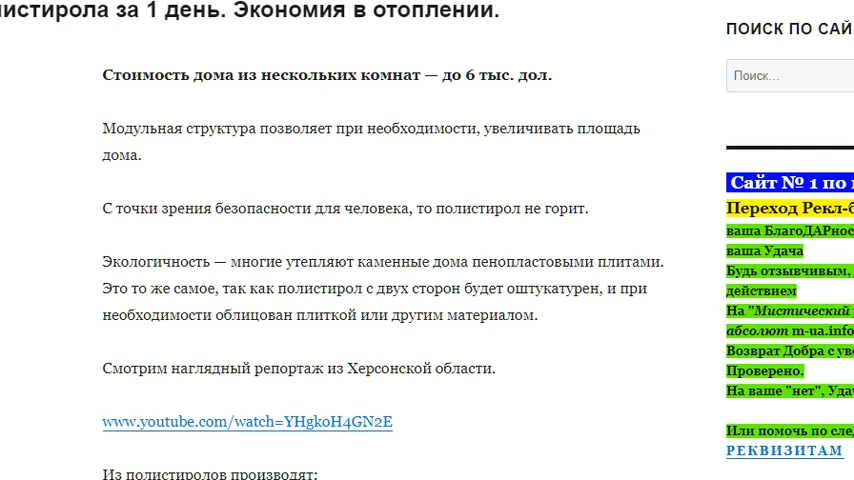 листирола за 1 день. Экономия в отоплении.
Стоимость дома из нескольких комнат — до 6 тыс. дол.
Модульная структура позволяет при необходимости, увеличивать площадь
дома.
С точки зрения безопасности для человека, то полистирол не горит.
Экологичность — многие утепляют каменные дома пенопластовыми плитами.
Это то же самое, так как полистирол с двух сторон будет оштукатурен, и при
необходимости облицован плиткой или другим материалом.
Смотрим наглядный репортаж из Херсонской области.
www.youtube.com/watch=YHgkoH4GN2E
Из полистиролов производят:
ПОИСК ПО САЙ
Поиск…
Сайт № 1 по
Переход Рекл-б
ваша БлагоДАРнос
ваша Удача
Будь отзывчивым,
действием
На "Мистический
абсолют m-ua.info
Возврат Добра с уве
Проверено.
На ваше "нет", Уда
Или помочь по сле
РЕКВИЗИТАМ